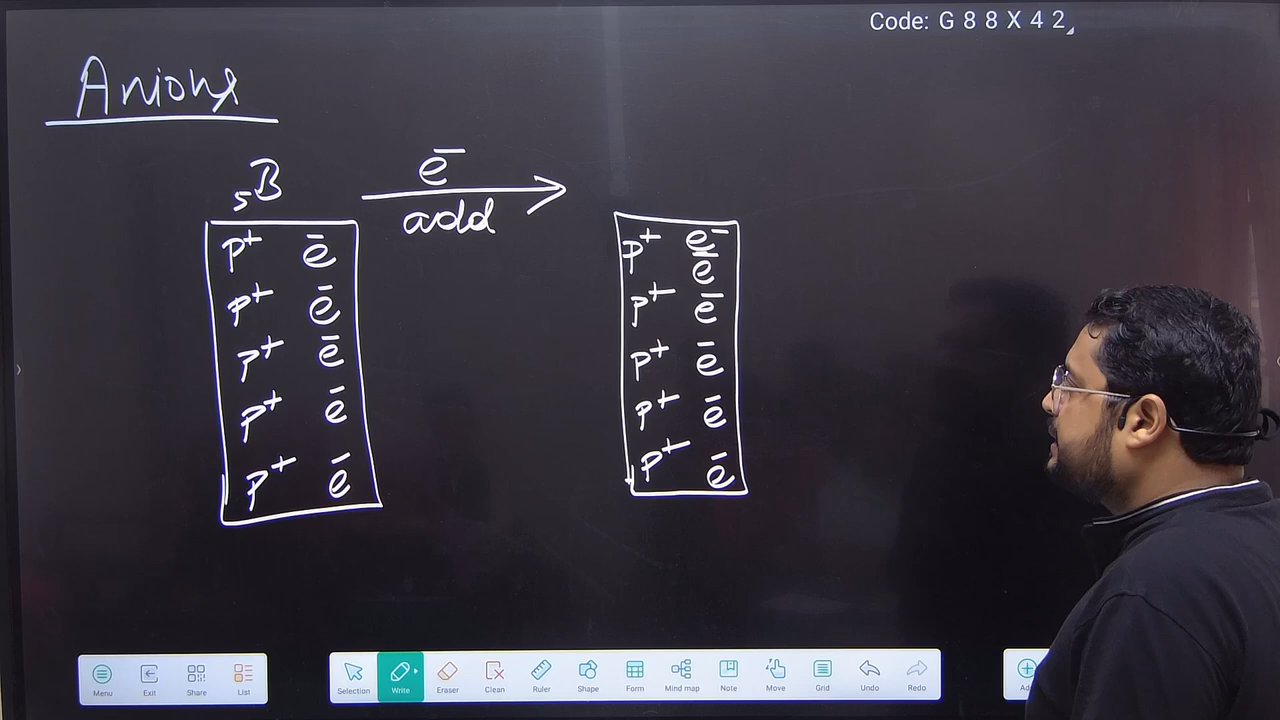 Code: G 8 8 X 4 2
Anions
₅B
e⁻
add
p⁺ e⁻
p⁺ e⁻
p⁺ e⁻
p⁺ e⁻
p⁺ e⁻
p⁺ e⁻
e⁻
p⁺ e⁻
p⁺ e⁻
p⁺ e⁻
p⁺ e⁻
Menu Exit Share List Selection Write Eraser Clean Ruler Shape Form Mind map Note Move Grid Undo Redo